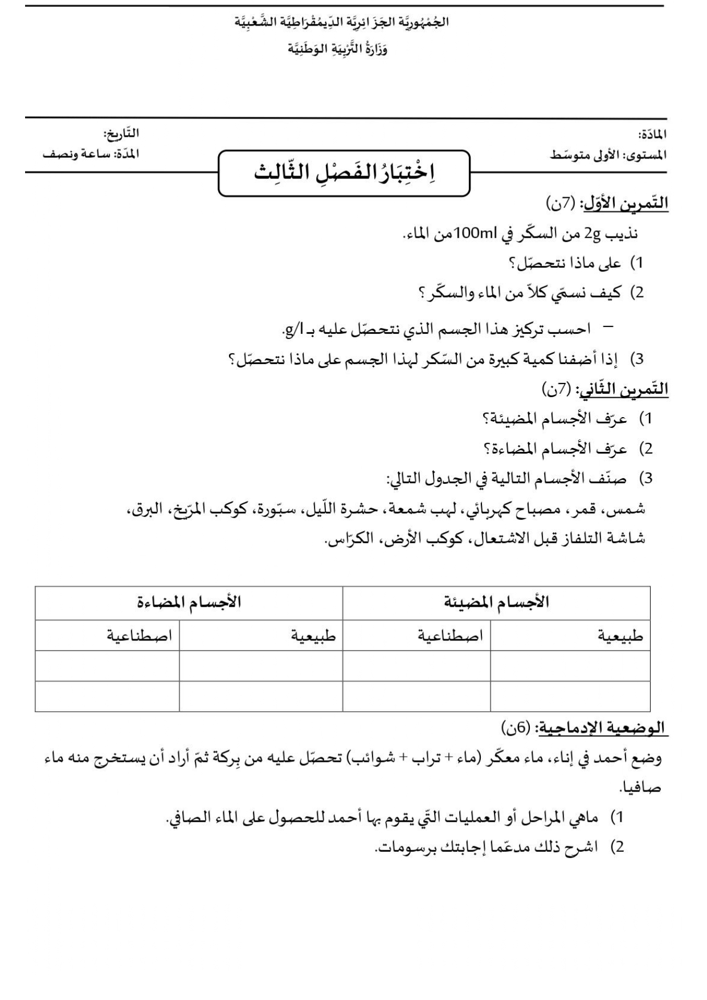 الجُمْهُورِيَّة الجَزَائِرِيَّة الدِّيمُقْرَاطِيَّة الشَّعْبِيَّة
وَزَارَةُ التَّرْبِيَةِ الوَطَنِيَّة
المادّة:
التّاريخ:
المستوى: الأولى متوسّط
المدّة: ساعة ونصف
اِخْتِبَارُ الفَصْلِ الثّالِث
التّمرين الأوّل: (7ن)
نذيب 2g من السكّر في 100ml من الماء.
1) على ماذا نتحصّل؟
2) كيف نسمّي كلاّ من الماء والسكّر؟
– احسب تركيز هذا الجسم الذي نتحصّل عليه بـ g/l.
3) إذا أضفنا كمية كبيرة من السّكر لهذا الجسم على ماذا نتحصّل؟
التّمرين الثّاني: (7ن)
1) عرّف الأجسام المضيئة؟
2) عرّف الأجسام المضاءة؟
3) صنّف الأجسام التالية في الجدول التالي:
شمس، قمر، مصباح كهربائي، لهب شمعة، حشرة اللّيل، سبّورة، كوكب المرّيخ، البرق،
شاشة التلفاز قبل الاشتعال، كوكب الأرض، الكرّاس.
الأجسام المضيئة
الأجسام المضاءة
طبيعية
اصطناعية
طبيعية
اصطناعية
الوضعية الإدماجية: (6ن)
وضع أحمد في إناء، ماء معكّر (ماء + تراب + شوائب) تحصّل عليه من بِركة ثمّ أراد أن يستخرج منه ماء
صافيا.
1) ماهي المراحل أو العمليات التّي يقوم بها أحمد للحصول على الماء الصافي.
2) اشرح ذلك مدعّما إجابتك برسومات.